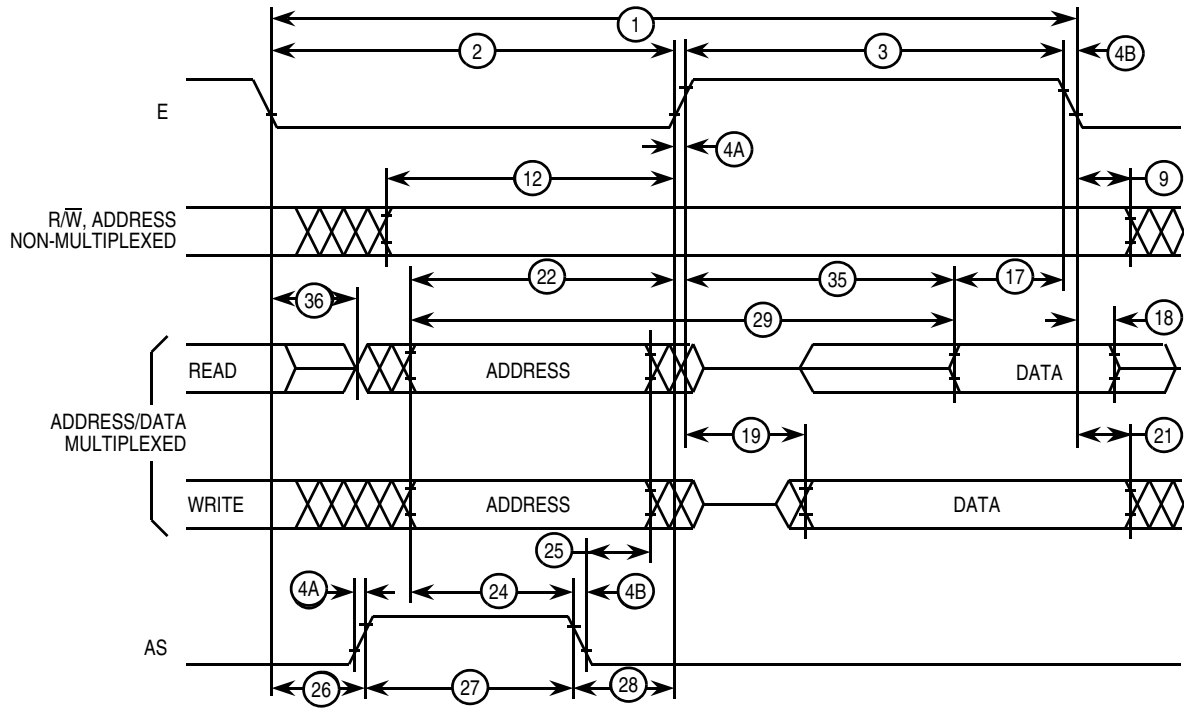 1
2
3
4B
E
4A
12
9
R/W̅, ADDRESS
NON-MULTIPLEXED
22
35
17
36
29
18
READ
ADDRESS
DATA
ADDRESS/DATA
MULTIPLEXED
19
21
WRITE
ADDRESS
DATA
25
4A
24
4B
AS
26
27
28